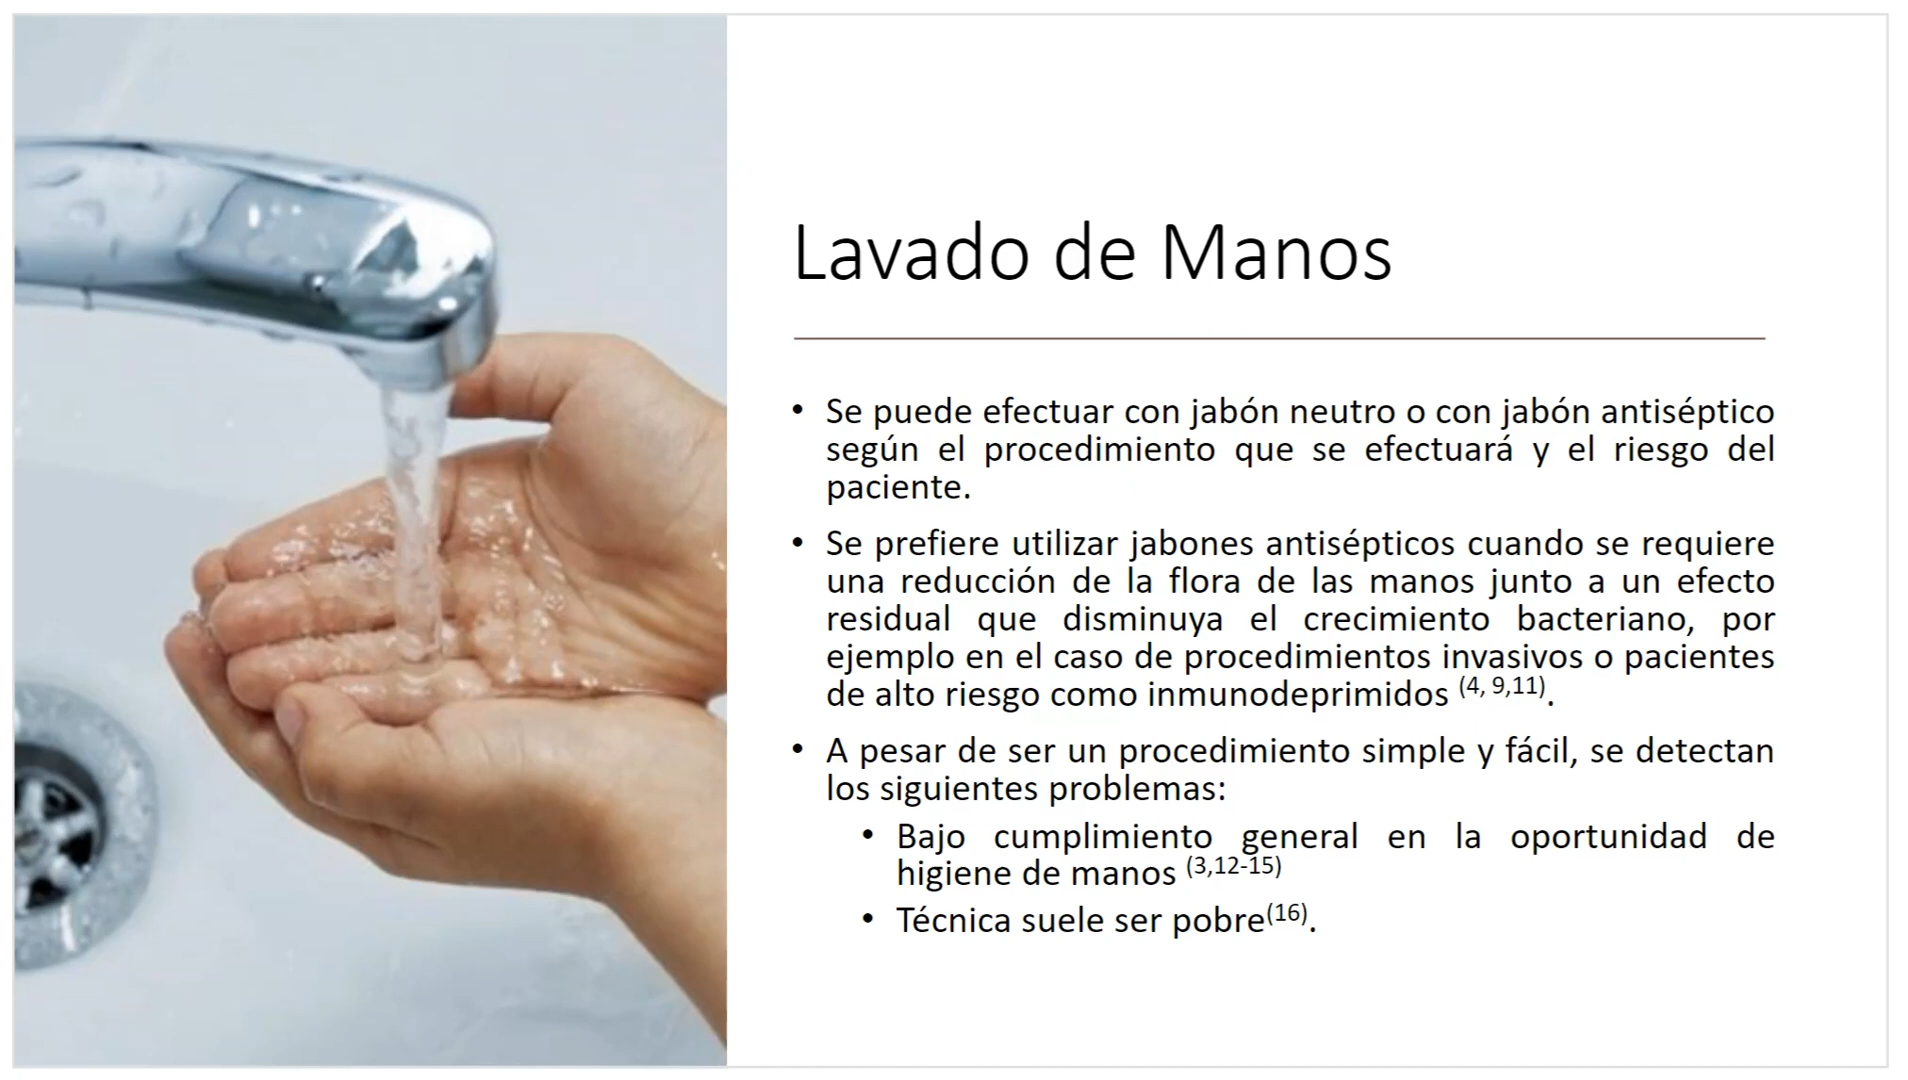 Lavado de Manos
• Se puede efectuar con jabón neutro o con jabón antiséptico
según el procedimiento que se efectuará y el riesgo del
paciente.
• Se prefiere utilizar jabones antisépticos cuando se requiere
una reducción de la flora de las manos junto a un efecto
residual que disminuya el crecimiento bacteriano, por
ejemplo en el caso de procedimientos invasivos o pacientes
de alto riesgo como inmunodeprimidos (4, 9,11).
• A pesar de ser un procedimiento simple y fácil, se detectan
los siguientes problemas:
• Bajo cumplimiento general en la oportunidad de
higiene de manos (3,12-15)
• Técnica suele ser pobre(16).